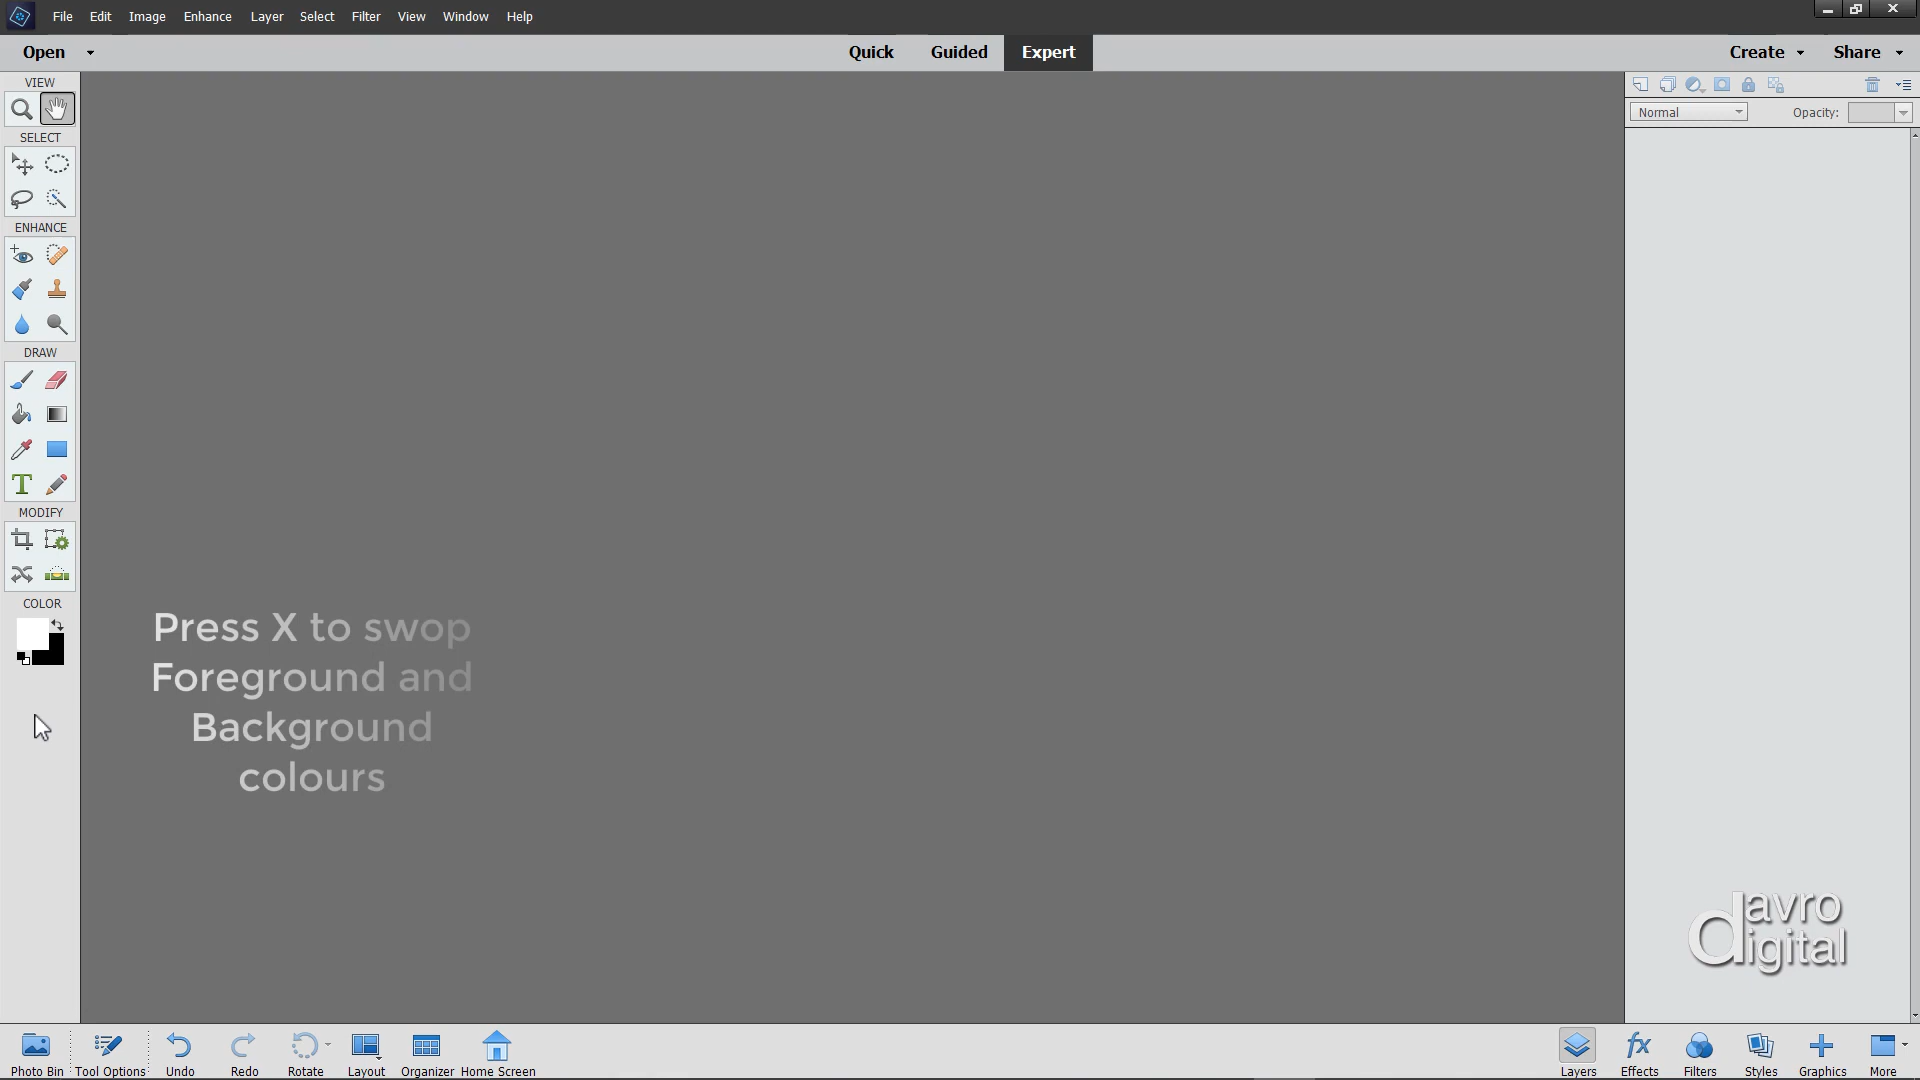 File Edit Image Enhance Layer Select Filter View Window Help
Open Quick Guided Expert Create Share
VIEW
SELECT
ENHANCE
DRAW
T
MODIFY
COLOR
Normal Opacity:
Press X to swop
Foreground and
Background
colours
davro
digital
Photo Bin Tool Options Undo Redo Rotate Layout Organizer Home Screen
fx
Layers Effects Filters Styles Graphics More